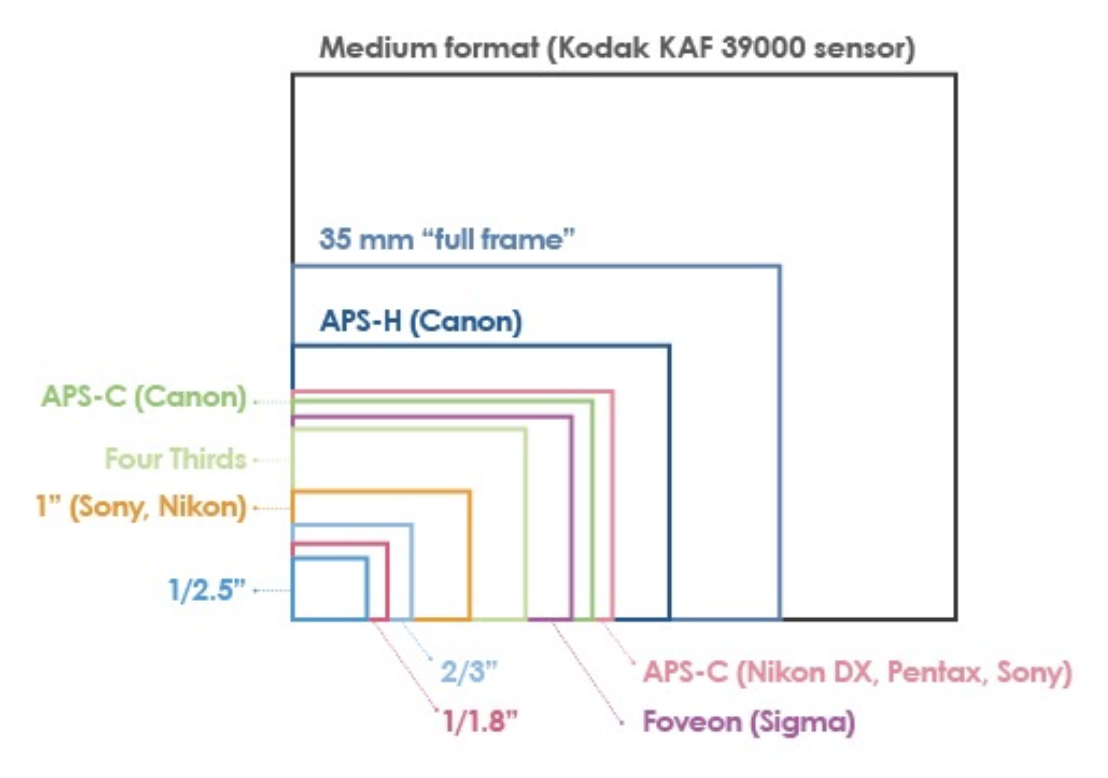 Medium format (Kodak KAF 39000 sensor)
35 mm “full frame”
APS-H (Canon)
APS-C (Canon)
Four Thirds
1” (Sony, Nikon)
1/2.5”
2/3”
1/1.8”
APS-C (Nikon DX, Pentax, Sony)
Foveon (Sigma)